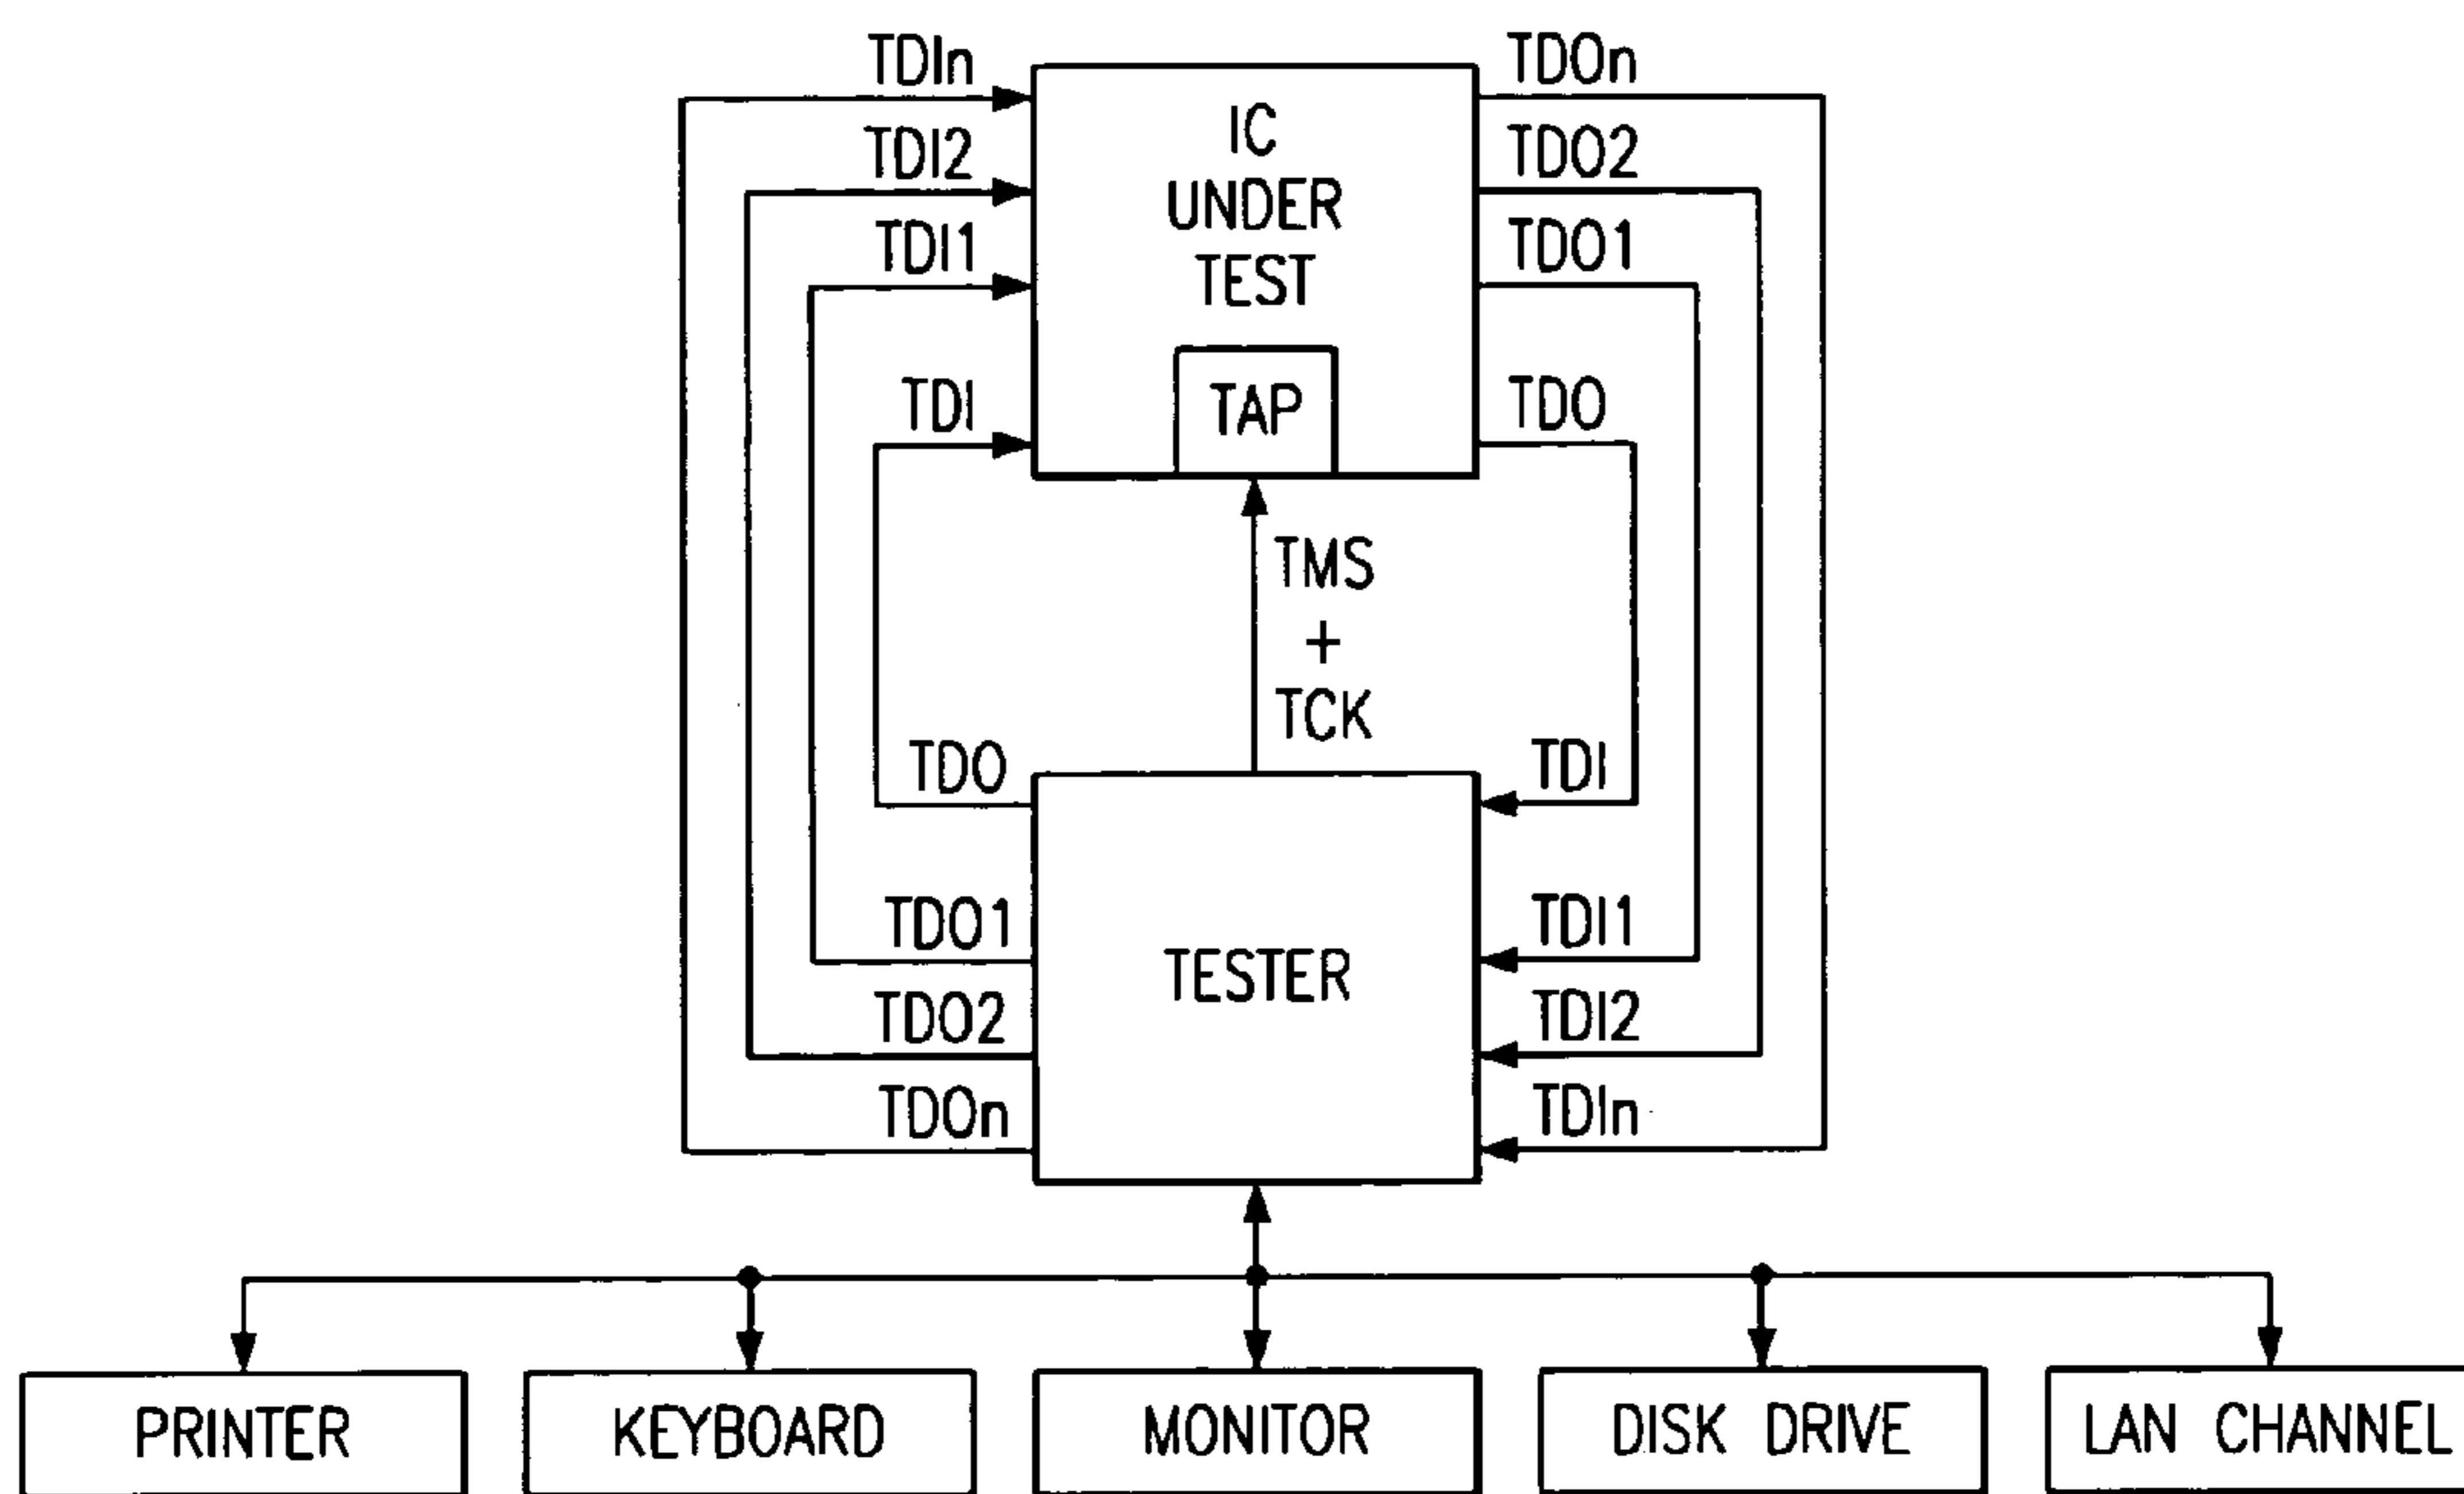 TDIn
TDI2
TDI1
TDI
IC
UNDER
TEST
TAP
TDOn
TDO2
TDO1
TDO
TMS
+
TCK
TDO
TDO1
TDO2
TDOn
TESTER
TDI
TDI1
TDI2
TDIn
PRINTER
KEYBOARD
MONITOR
DISK DRIVE
LAN CHANNEL